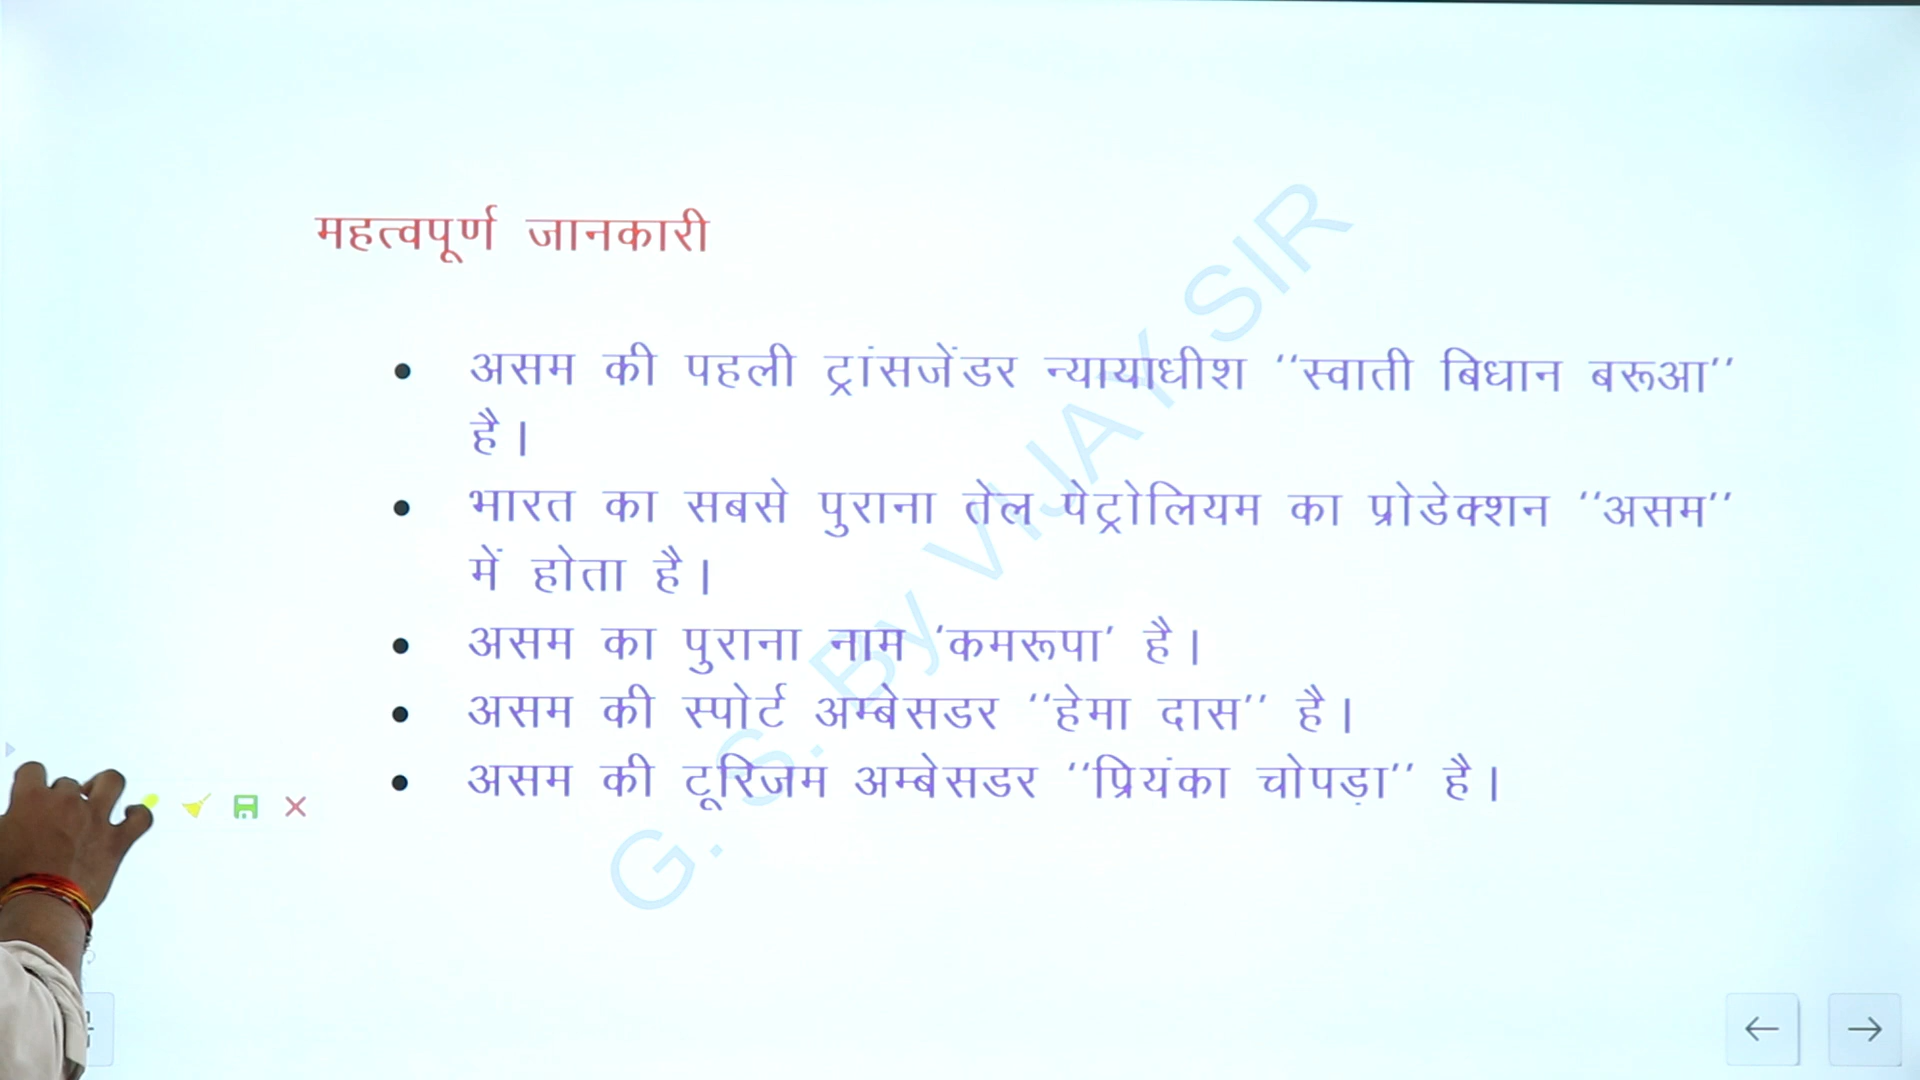 महत्वपूर्ण जानकारी
असम की पहली ट्रांसजेंडर न्यायाधीश ‘‘स्वाती बिधान बरूआ’’
है।
भारत का सबसे पुराना तेल पेट्रोलियम का प्रोडेक्शन ‘‘असम’’
में होता है।
असम का पुराना नाम ‘कमरूपा’ है।
असम की स्पोर्ट अम्बेसडर ‘‘हेमा दास’’ है।
असम की टूरिजम अम्बेसडर ‘‘प्रियंका चोपड़ा’’ है।
G. S. By VIJAY SIR